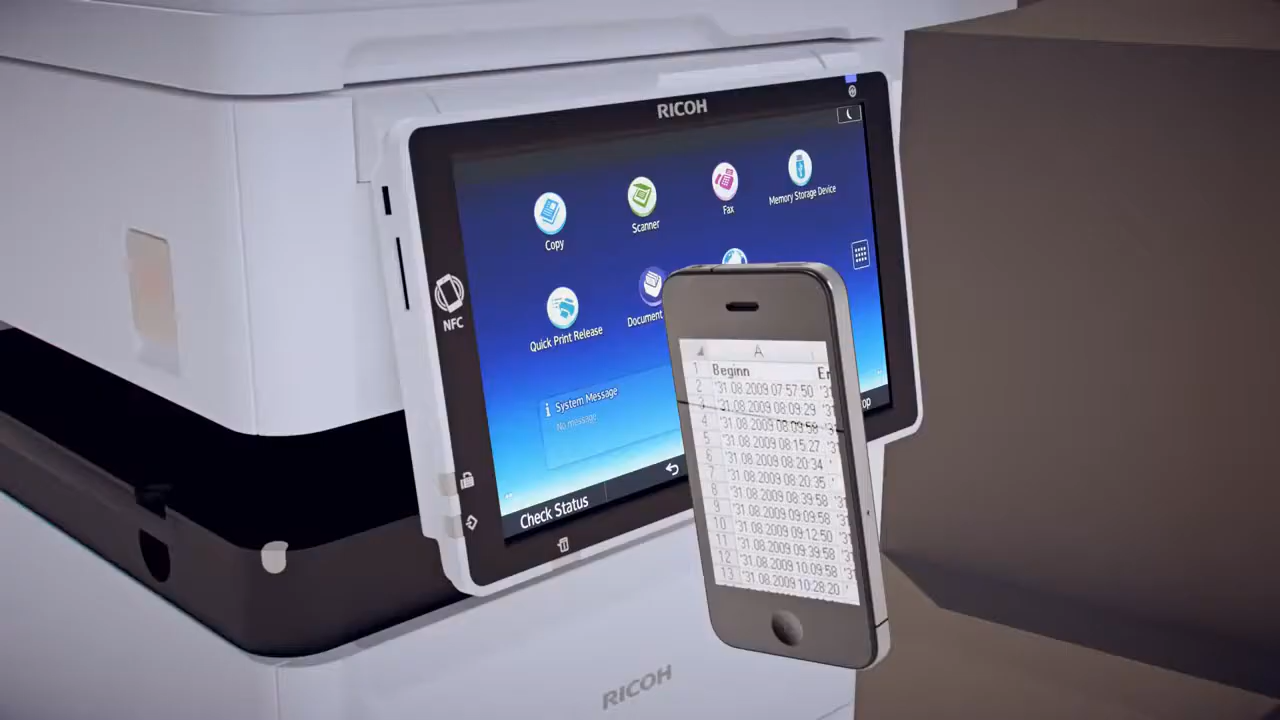 RICOH
Copy
Scanner
Fax
Memory Storage Device
NFC
Quick Print Release
Document
i System Message
No message
Check Status
A
1 Beginn
2 '31.08.2009 07:57:50 '31
3 '31.08.2009 08:09:29 '31
4 '31.08.2009 08:09:58
5 '31.08.2009 08:15:27
6 '31.08.2009 08:20:34
7 '31.08.2009 08:20:35
8 '31.08.2009 08:39:58
9 '31.08.2009 09:09:58
10 '31.08.2009 09:12:50
11 '31.08.2009 09:39:58
12 '31.08.2009 10:09:58
13 '31.08.2009 10:28:20
RICOH